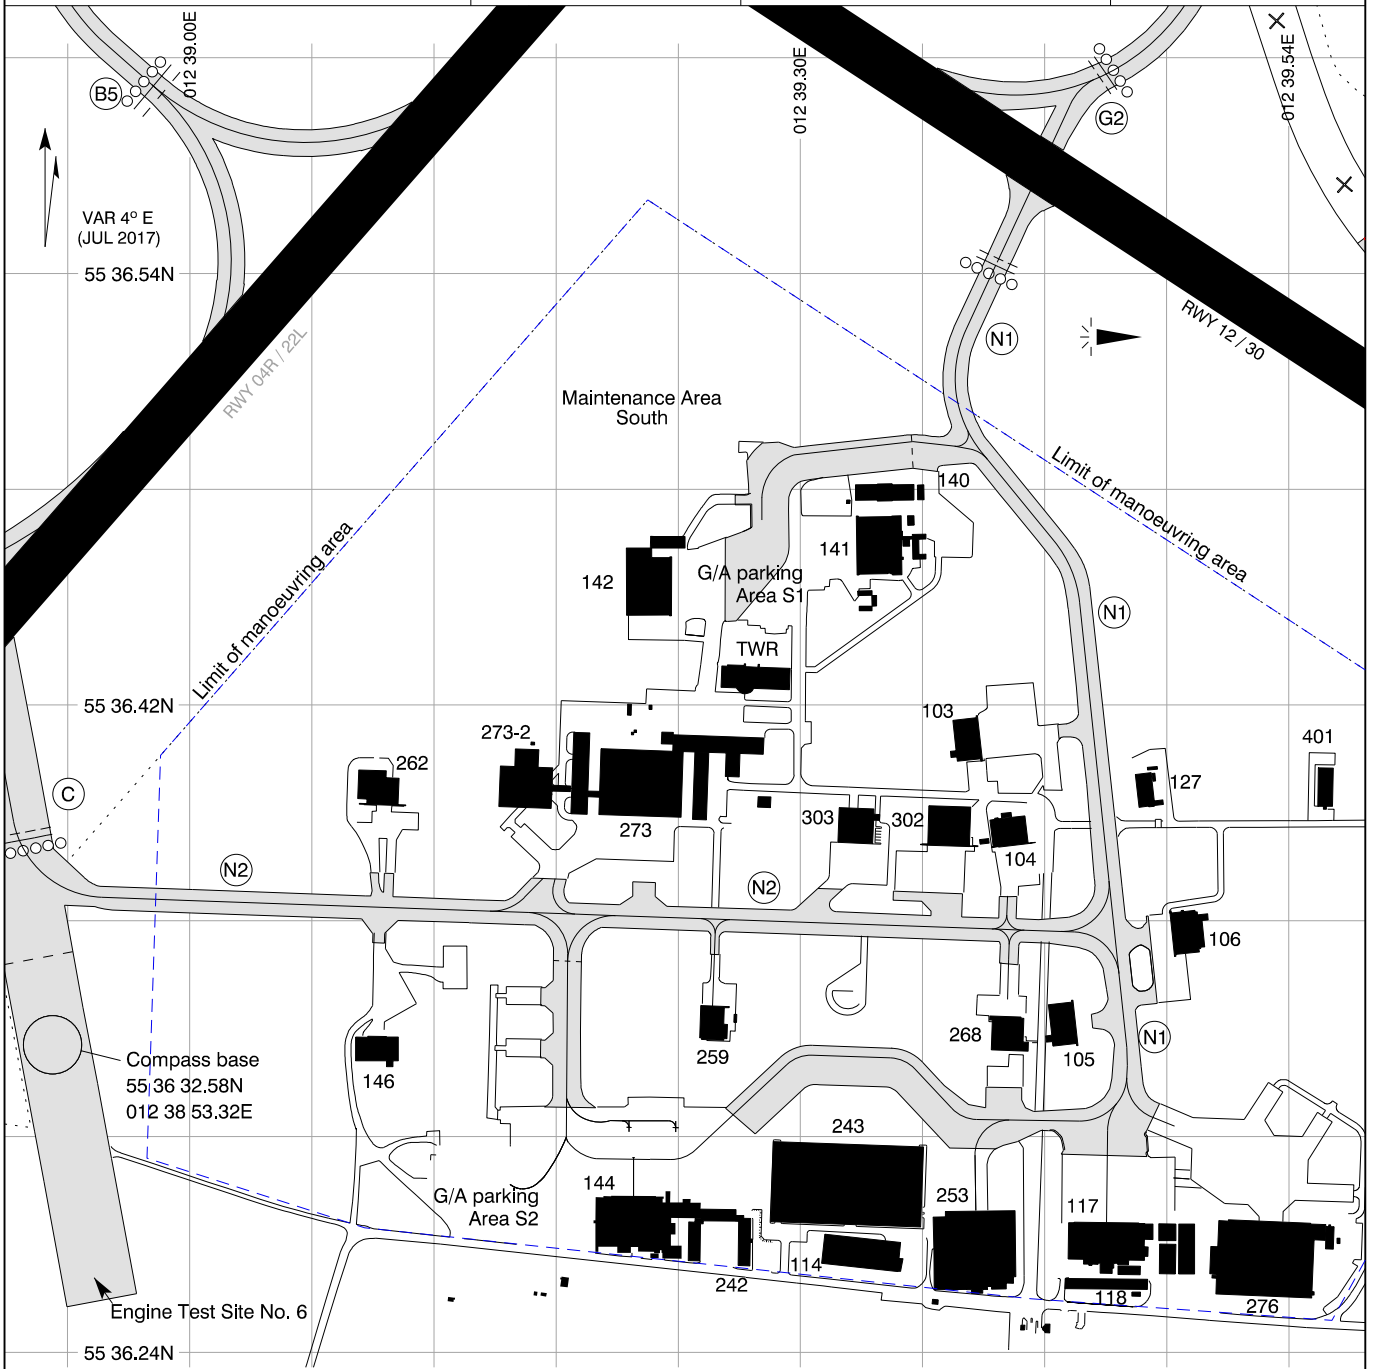 012 39.00E
012 39.30E
012 39.54E
B5
G2
VAR 4º E
(JUL 2017)
55 36.54N
RWY 04R / 22L
RWY 12 / 30
N1
Maintenance Area
South
Limit of manoeuvring area
Limit of manoeuvring area
140
141
142
G/A parking
Area S1
N1
TWR
55 36.42N
103
273-2
262
401
127
C
303
302
273
104
N2
N2
106
268
259
105
N1
Compass base
55 36 32.58N
012 38 53.32E
146
243
144
253
117
G/A parking
Area S2
114
242
118
276
Engine Test Site No. 6
55 36.24N